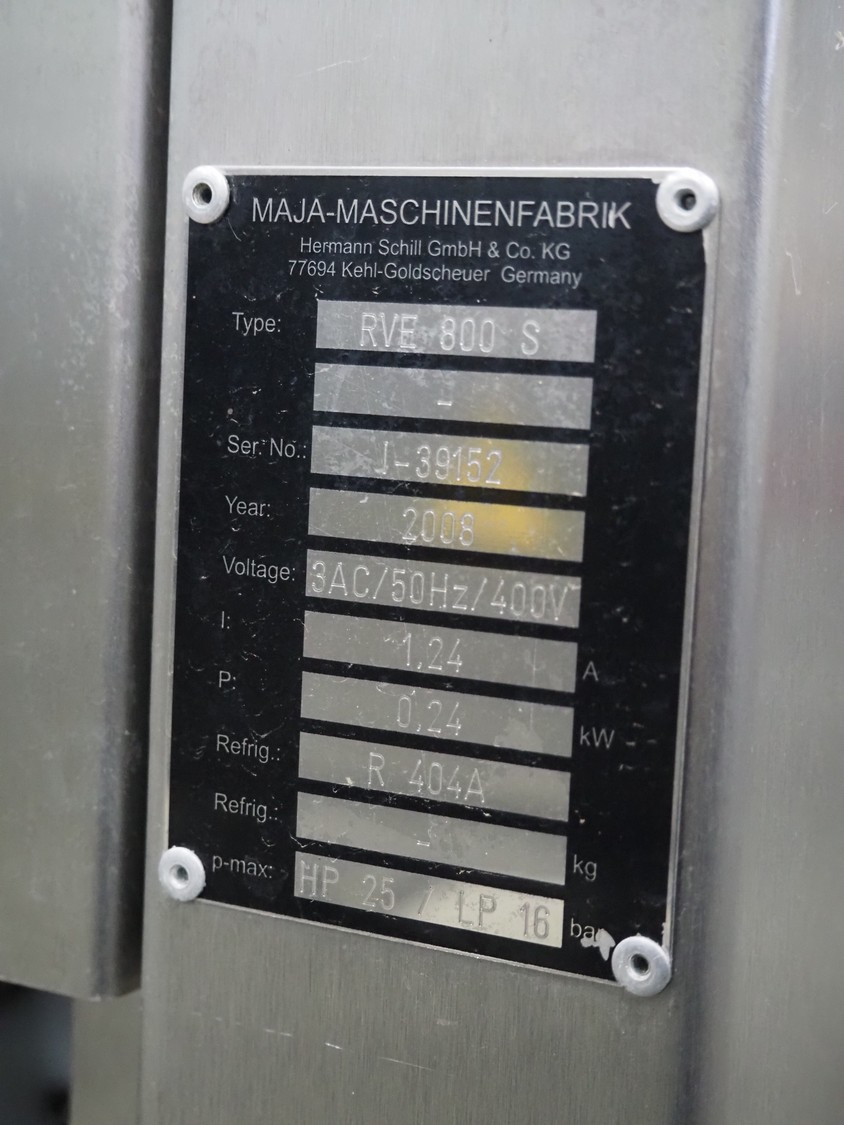 MAJA-MASCHINENFABRIK
Hermann Schill GmbH & Co. KG
77694 Kehl-Goldscheuer Germany
Type: RVE 800 S
-
Ser. No.: J-39152
Year: 2008
Voltage: 3AC/50Hz/400V
I: 1,24 A
P: 0,24 kW
Refrig.: R 404A
Refrig.: - kg
p-max: HP 25 / LP 16 bar